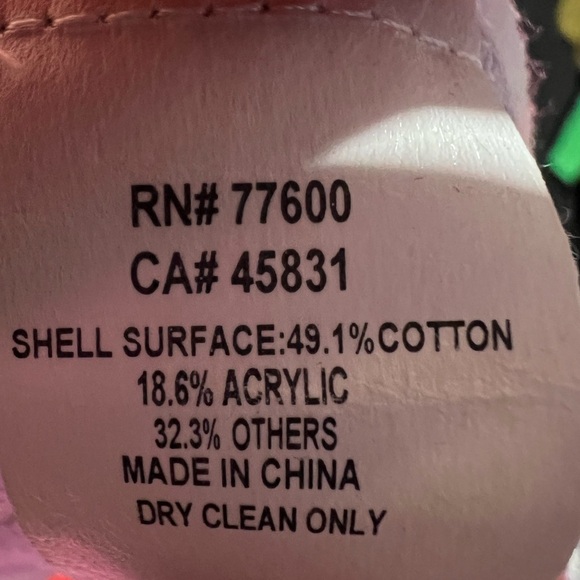 RN# 77600
CA# 45831
SHELL SURFACE:49.1%COTTON
18.6% ACRYLIC
32.3% OTHERS
MADE IN CHINA
DRY CLEAN ONLY